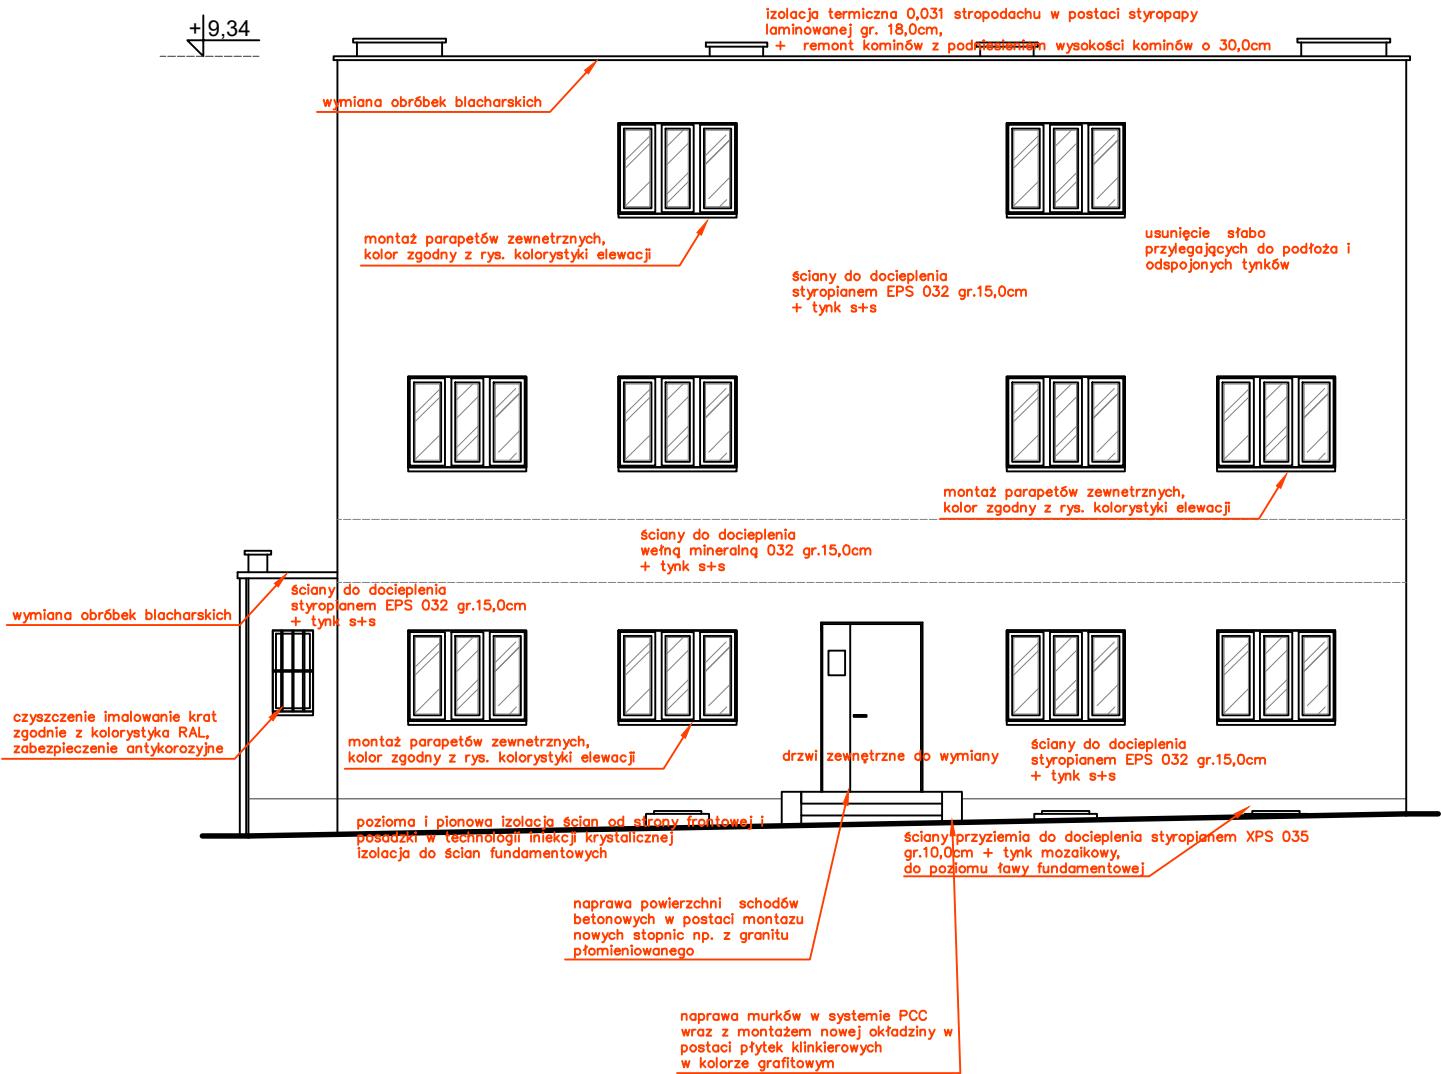 +9,34
izolacja termiczna 0,031 stropodachu w postaci styropapy
laminowanej gr. 18,0cm,
+ remont kominów z podniesieniem wysokości kominów o 30,0cm
wymiana obróbek blacharskich
montaż parapetów zewnetrznych,
kolor zgodny z rys. kolorystyki elewacji
usunięcie słabo
przylegających do podłoża i
odspojonych tynków
ściany do docieplenia
styropianem EPS 032 gr.15,0cm
+ tynk s+s
montaż parapetów zewnetrznych,
kolor zgodny z rys. kolorystyki elewacji
ściany do docieplenia
wełną mineralną 032 gr.15,0cm
+ tynk s+s
ściany do docieplenia
styropianem EPS 032 gr.15,0cm
+ tynk s+s
wymiana obróbek blacharskich
czyszczenie imalowanie krat
zgodnie z kolorystyka RAL,
zabezpieczenie antykorozyjne
montaż parapetów zewnetrznych,
kolor zgodny z rys. kolorystyki elewacji
drzwi zewnętrzne do wymiany
ściany do docieplenia
styropianem EPS 032 gr.15,0cm
+ tynk s+s
pozioma i pionowa izolacja ścian od strony frontowej i
posadzki w technologii iniekcji krystalicznej
izolacja do ścian fundamentowych
ściany przyziemia do docieplenia styropianem XPS 035
gr.10,0cm + tynk mozaikowy,
do poziomu ławy fundamentowej
naprawa powierzchni schodów
betonowych w postaci montazu
nowych stopnic np. z granitu
płomieniowanego
naprawa murków w systemie PCC
wraz z montażem nowej okładziny w
postaci płytek klinkierowych
w kolorze grafitowym